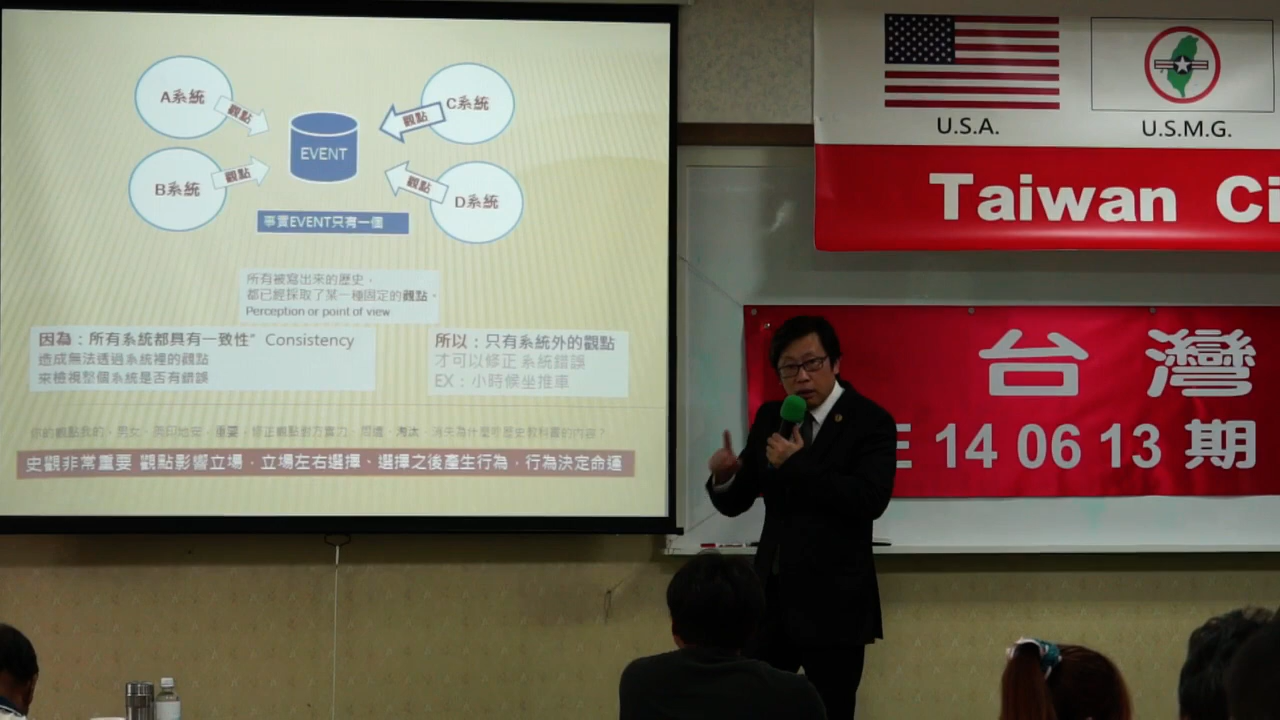 A系統
觀點
C系統
觀點
EVENT
B系統
觀點
D系統
觀點
事實EVENT只有一個
所有被寫出來的歷史，
都已經採取了某一種固定的觀點。
Perception or point of view
因為：所有系統都具有一致性" Consistency
造成無法透過系統裡的觀點
來檢視整個系統是否有錯誤
所以：只有系統外的觀點
才可以修正系統錯誤
EX：小時候坐推車
史觀非常重要 觀點影響立場．立場左右選擇、選擇之後產生行為，行為決定命運
U.S.A.
U.S.M.G.
Taiwan Ci
台灣
E 14 06 13 期